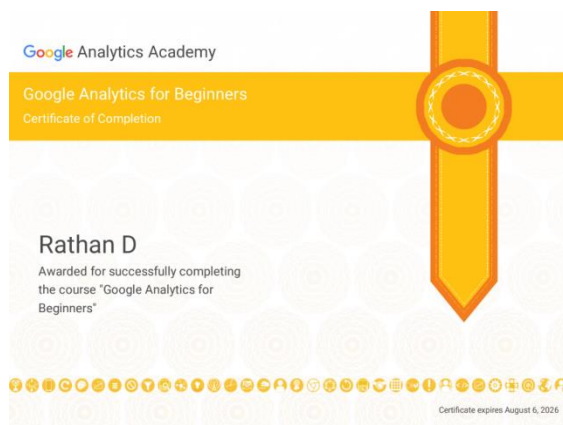 Google Analytics Academy
Google Analytics for Beginners
Certificate of Completion
Rathan D
Awarded for successfully completing
the course "Google Analytics for
Beginners"
Certificate expires August 6, 2026